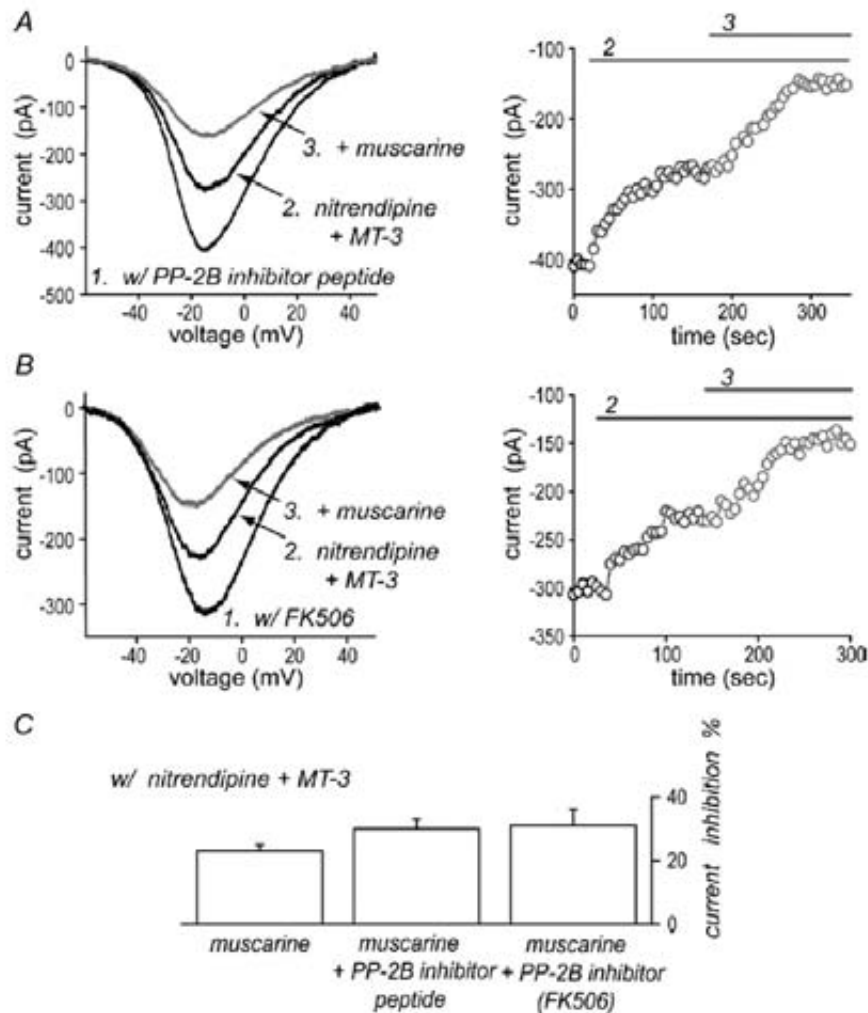 A
0
-100
-200
-300
-400
-500
current (pA)
3. + muscarine
2. nitrendipine
+ MT-3
1. w/ PP-2B inhibitor peptide
-40 -20 0 20 40
voltage (mV)
3
2
-100
-200
-300
-400
current (pA)
0 100 200 300
time (sec)
B
0
-100
-200
-300
current (pA)
3. + muscarine
2. nitrendipine
+ MT-3
1. w/ FK506
-40 -20 0 20 40
voltage (mV)
3
2
-100
-150
-200
-250
-300
-350
current (pA)
0 100 200 300
time (sec)
C
w/ nitrendipine + MT-3
40
20
0
current inhibition %
muscarine
muscarine
+ PP-2B inhibitor
peptide
muscarine
+ PP-2B inhibitor
(FK506)